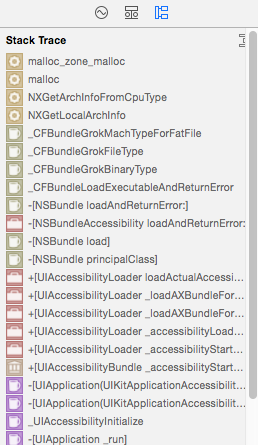 Stack Trace
malloc_zone_malloc
malloc
NXGetArchInfoFromCpuType
NXGetLocalArchInfo
_CFBundleGrokMachTypeForFatFile
_CFBundleGrokFileType
_CFBundleGrokBinaryType
_CFBundleLoadExecutableAndReturnError
-[NSBundle loadAndReturnError:]
-[NSBundleAccessibility loadAndReturnError:
-[NSBundle load]
-[NSBundle principalClass]
+[UIAccessibilityLoader loadActualAccessi...
+[UIAccessibilityLoader _loadAXBundleFor...
+[UIAccessibilityLoader _loadAXBundleFor...
+[UIAccessibilityLoader _accessibilityLoad...
+[UIAccessibilityLoader _accessibilityStart...
+[UIAccessibilityBundle _accessibilityStart...
-[UIApplication(UIKitApplicationAccessibilit...
-[UIApplication(UIKitApplicationAccessibilit...
_UIAccessibilityInitialize
-[UIApplication _run]